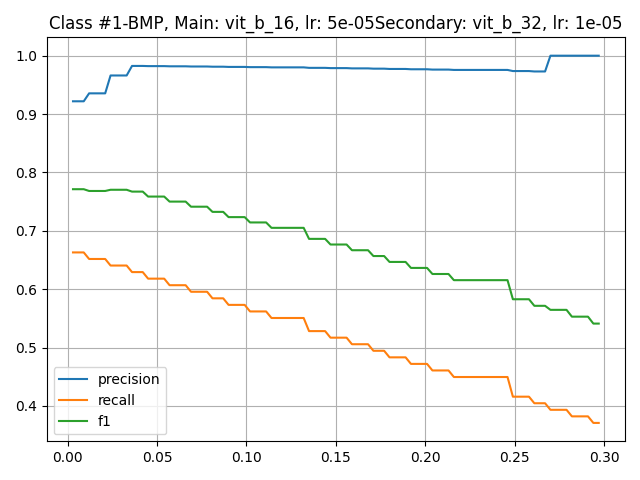 Class #1-BMP, Main: vit_b_16, lr: 5e-05Secondary: vit_b_32, lr: 1e-05
1.0
0.9
0.8
0.7
0.6
0.5
0.4
precision
recall
f1
0.00 0.05 0.10 0.15 0.20 0.25 0.30